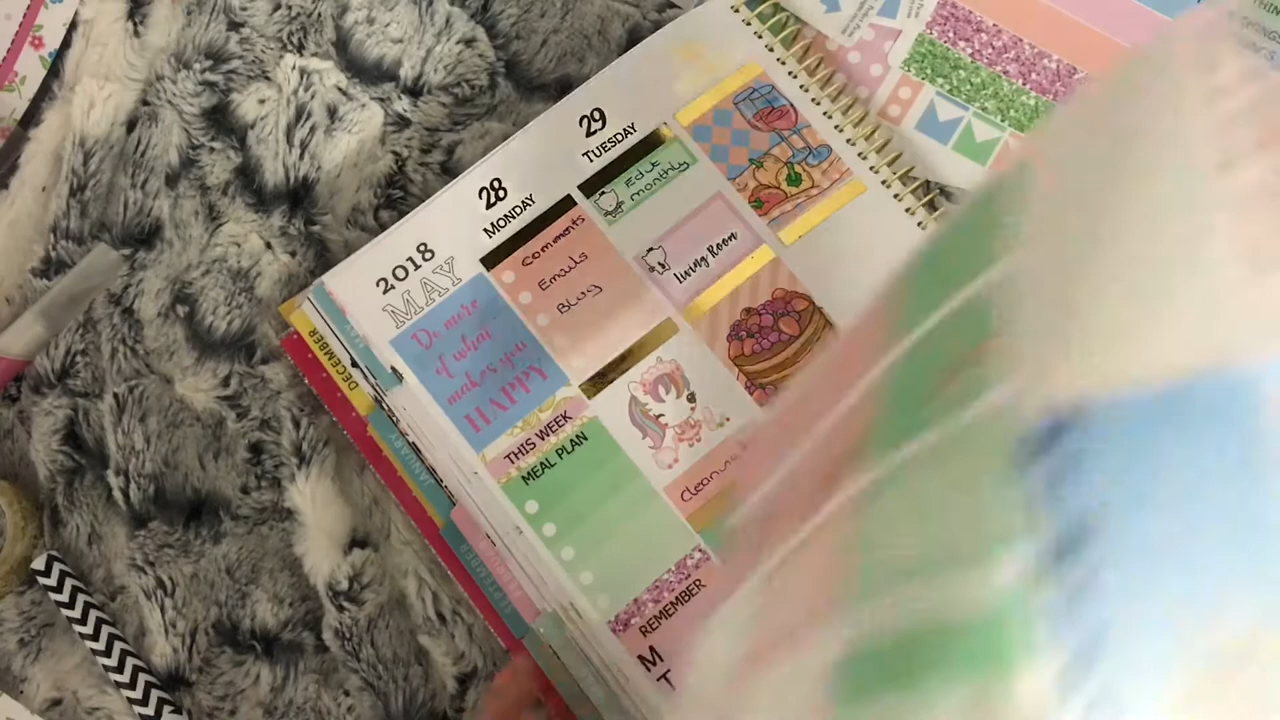 2018
MAY
28
MONDAY
29
TUESDAY
Do more
of what
makes you
HAPPY
THIS WEEK
MEAL PLAN
REMEMBER
M
T
Comments
Emails
Blog
Edit
monthly
Living Room
DECEMBER
JANUARY
SEPTEMBER